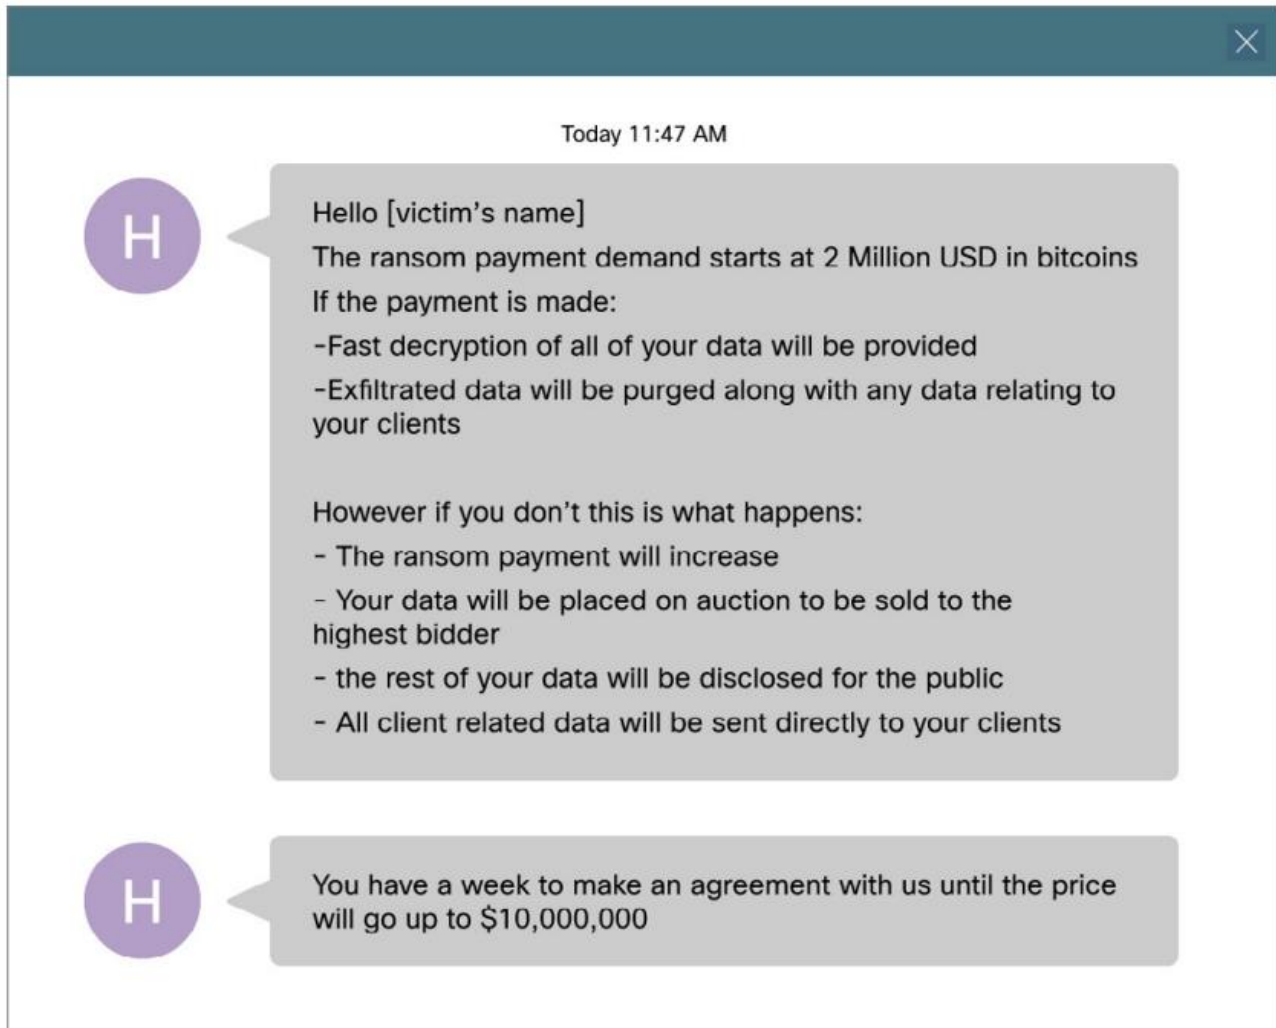 Today 11:47 AM
H
Hello [victim's name]
The ransom payment demand starts at 2 Million USD in bitcoins
If the payment is made:
-Fast decryption of all of your data will be provided
-Exfiltrated data will be purged along with any data relating to
your clients
However if you don't this is what happens:
- The ransom payment will increase
- Your data will be placed on auction to be sold to the
highest bidder
- the rest of your data will be disclosed for the public
- All client related data will be sent directly to your clients
H
You have a week to make an agreement with us until the price
will go up to $10,000,000